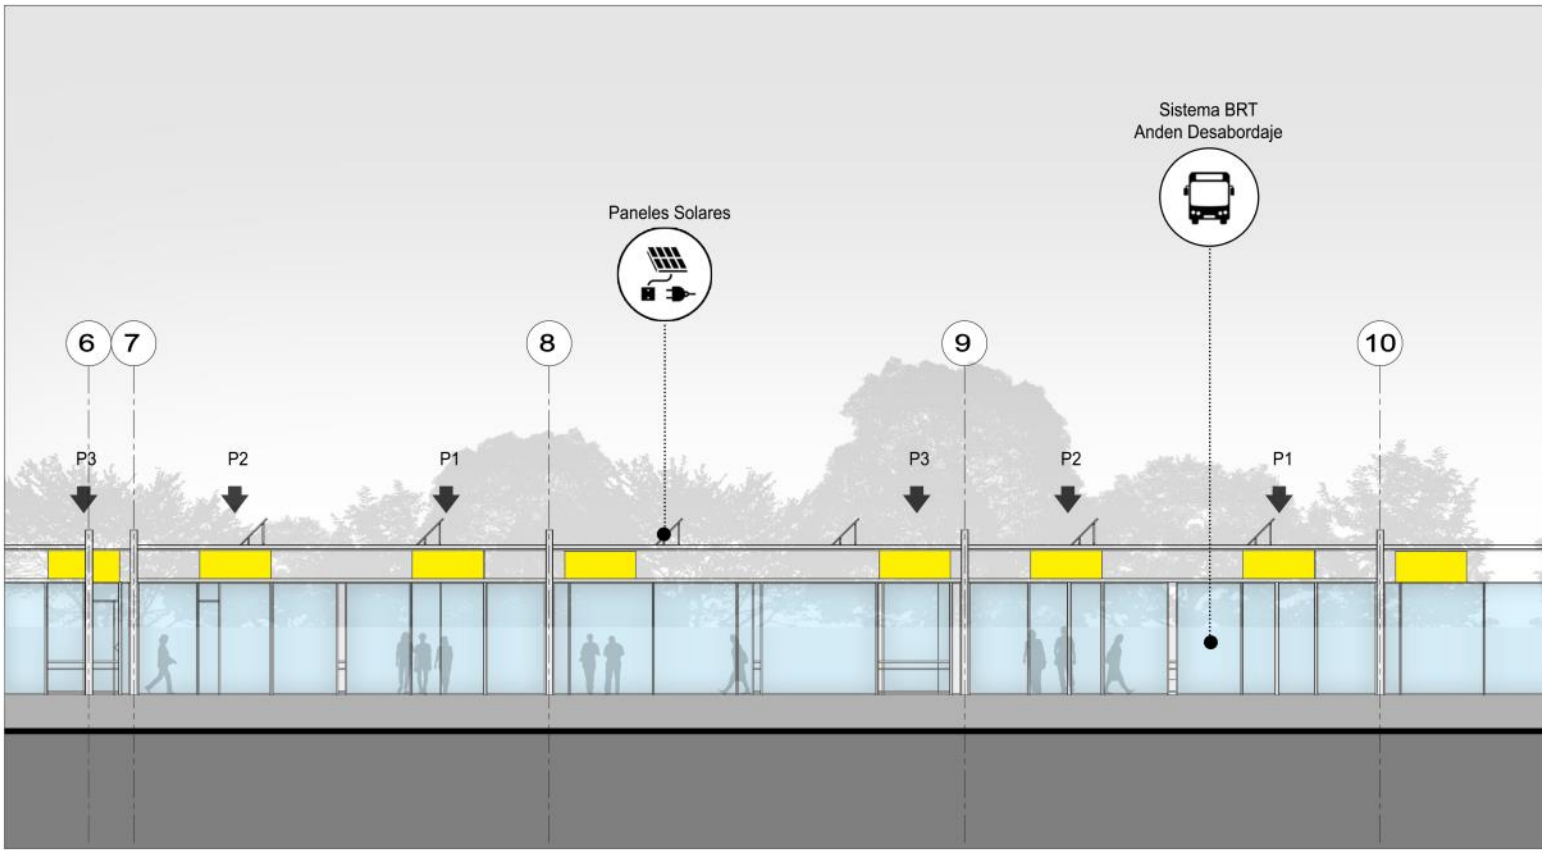 Sistema BRT
Anden Desabordaje
Paneles Solares
6 7 8 9 10
P3 P2 P1 P3 P2 P1